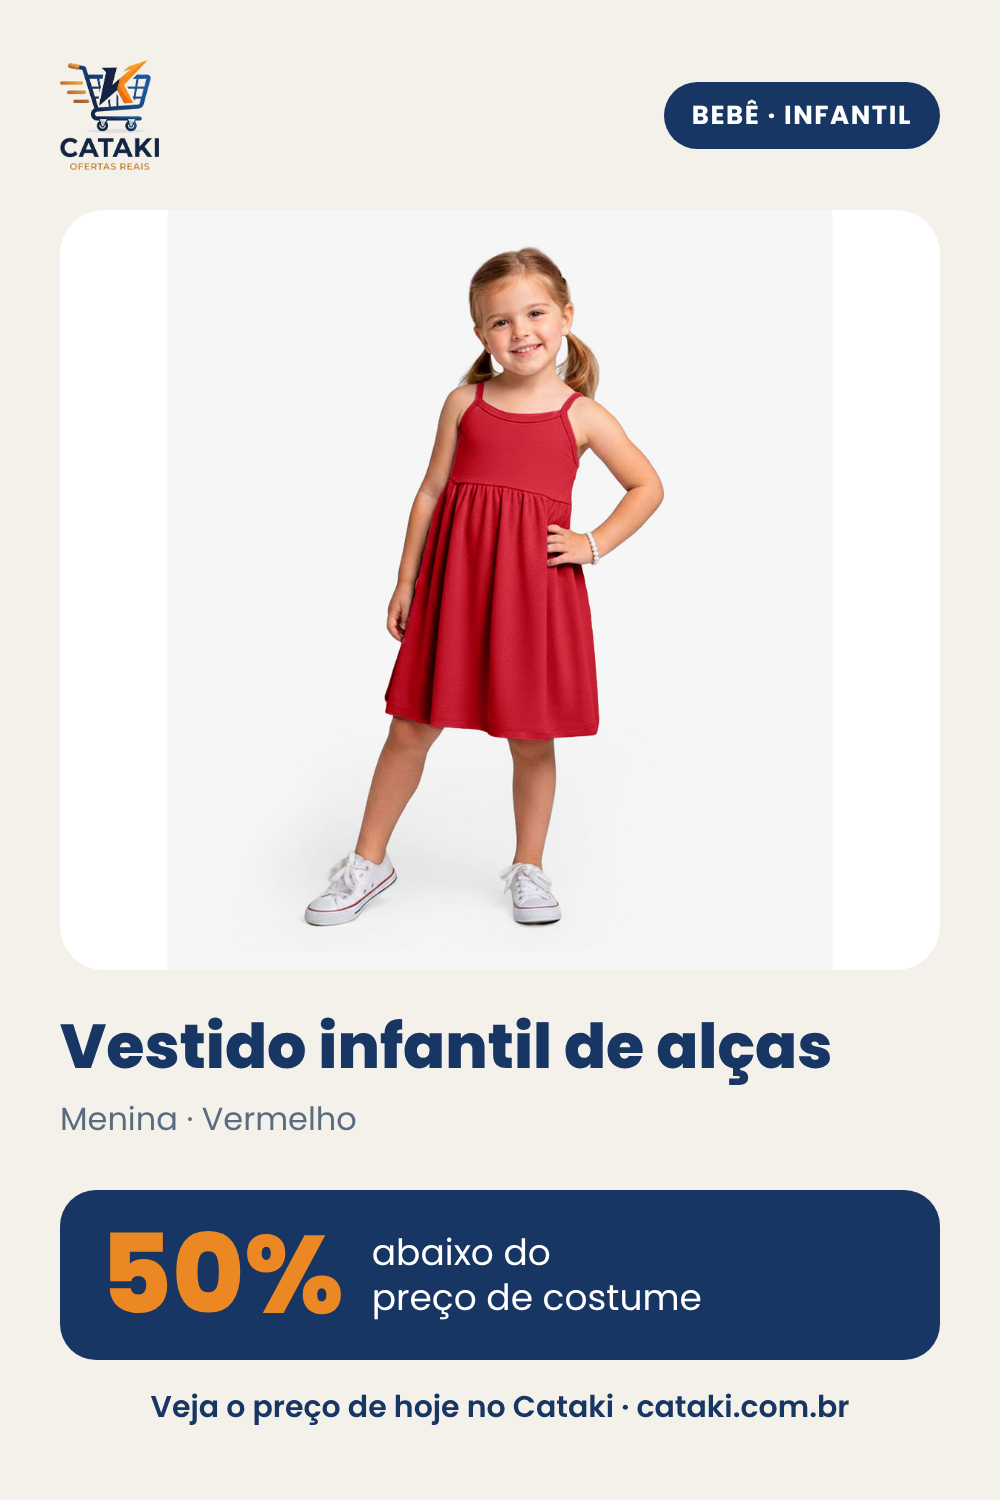 CATAKI
OFERTAS REAIS
BEBÊ · INFANTIL
Vestido infantil de alças
Menina · Vermelho
50%
abaixo do
preço de costume
Veja o preço de hoje no Cataki · cataki.com.br